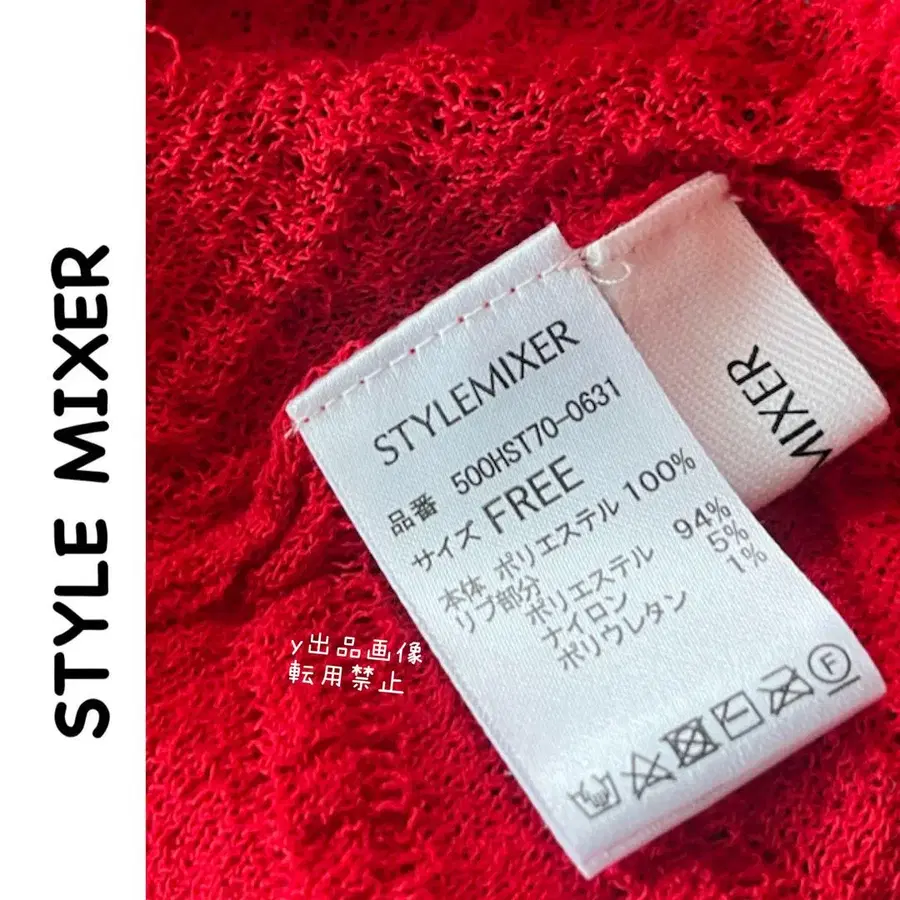 STYLE MIXER
STYLEMIXER
品番 500HST70-0631
サイズ FREE
本体 ポリエステル 100%
リブ部分 ポリエステル 94%
ナイロン 5%
ポリウレタン 1%
F
MIXER
y出品画像
転用禁止